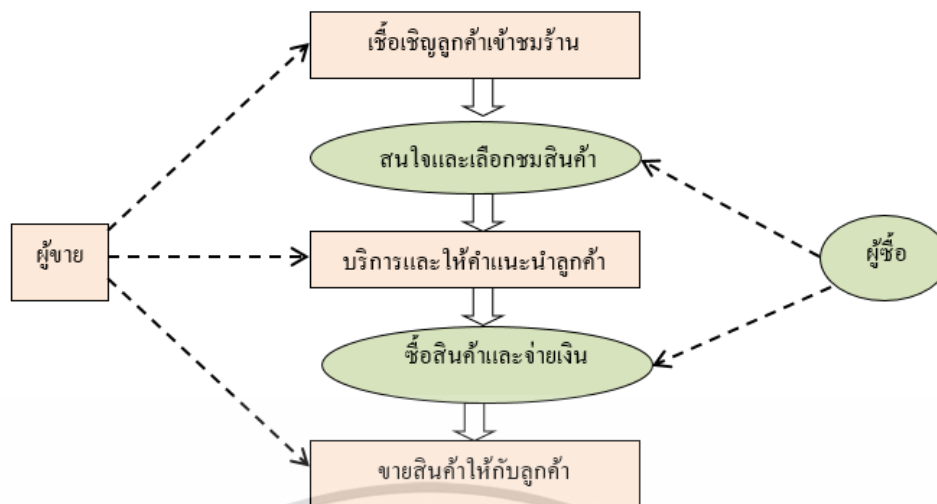 เชื้อเชิญลูกค้าเข้าชมร้าน
สนใจและเลือกชมสินค้า
ผู้ขาย
บริการและให้คำแนะนำลูกค้า
ผู้ซื้อ
ซื้อสินค้าและจ่ายเงิน
ขายสินค้าให้กับลูกค้า